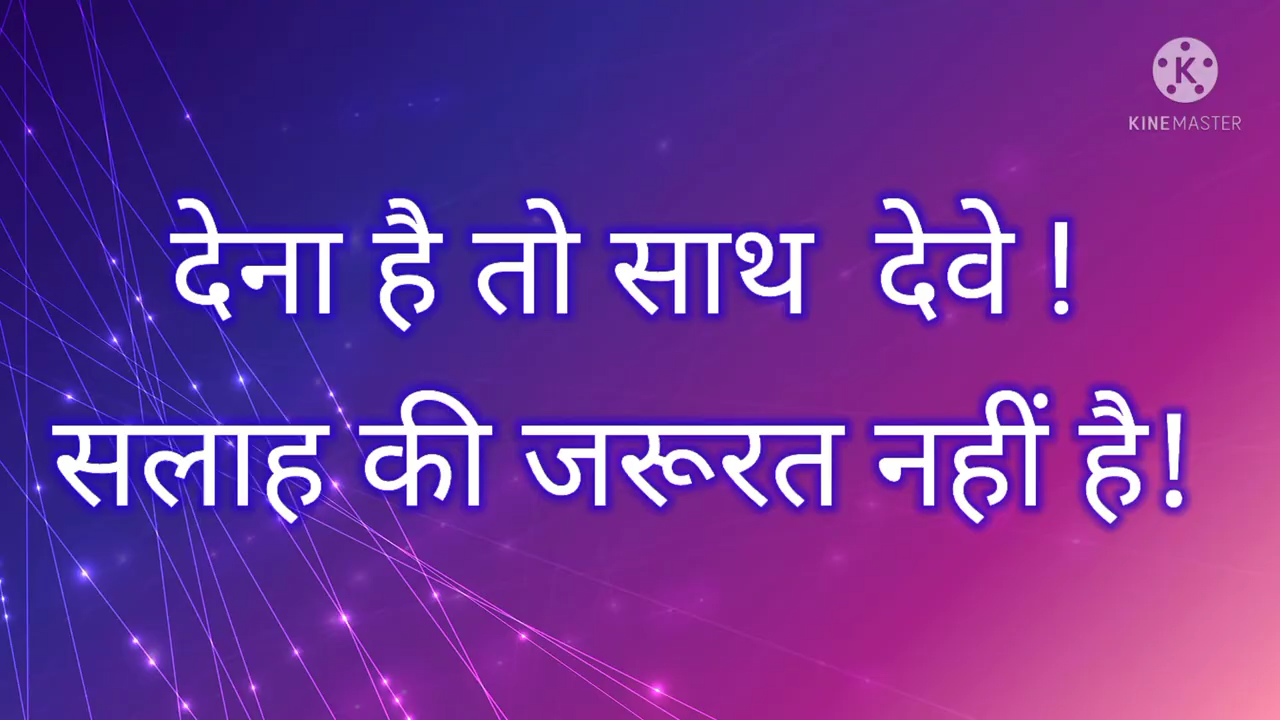 KINEMASTER
देना है तो साथ देवे !
सलाह की जरूरत नहीं है!